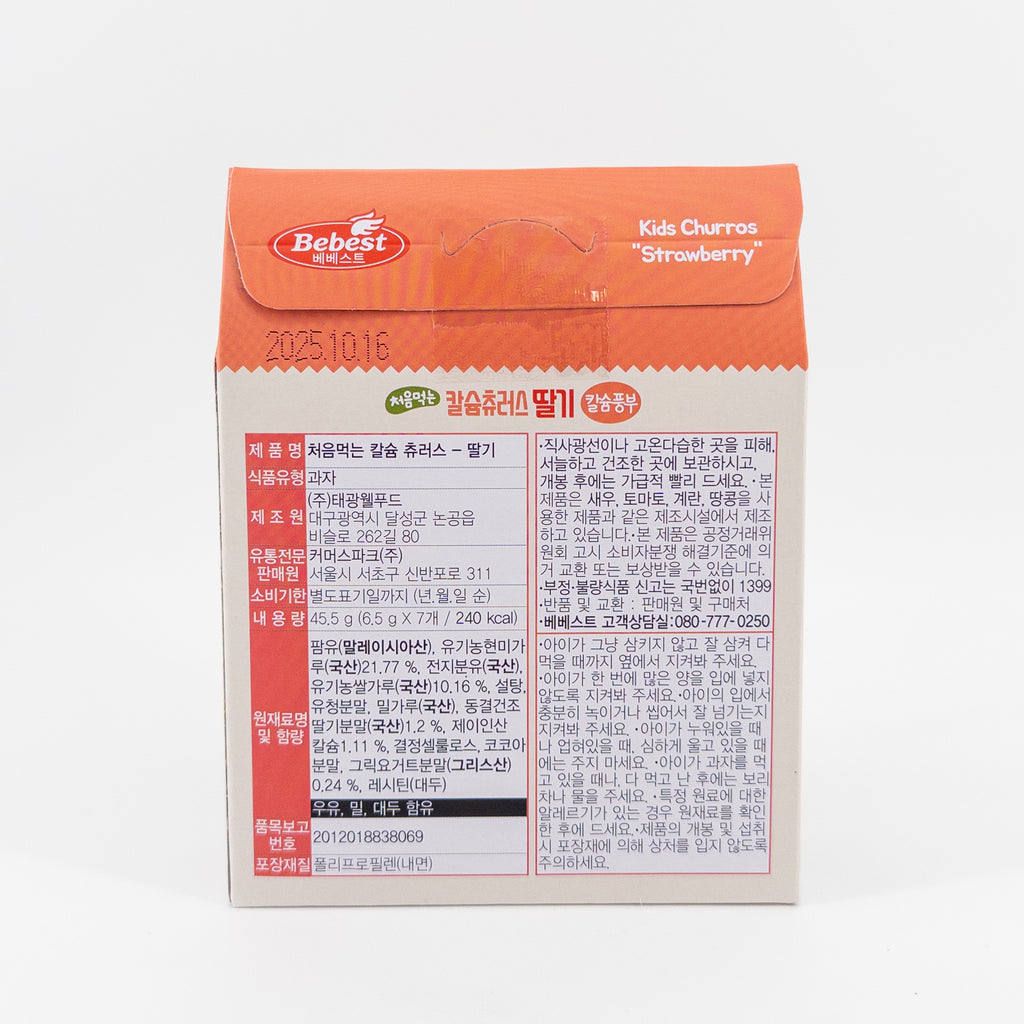 Bebest
베베스트
Kids Churros
"Strawberry"
2025.10.16
처음먹는 칼슘츄러스 딸기 칼슘풍부
제 품 명 처음먹는 칼슘 츄러스 – 딸기
식품유형 과자
제 조 원 (주)태광웰푸드
대구광역시 달성군 논공읍
비슬로 262길 80
유통전문판매원 커머스파크(주)
서울시 서초구 신반포로 311
소비기한 별도표기일까지 (년.월.일 순)
내 용 량 45.5 g (6.5 g X 7개 / 240 kcal)
원재료명 및 함량
팜유(말레이시아산), 유기농현미가
루(국산)21.77 %, 전지분유(국산),
유기농쌀가루(국산)10.16 %, 설탕,
유청분말, 밀가루(국산), 동결건조
딸기분말(국산)1.2 %, 제이인산
칼슘1.11 %, 결정셀룰로스, 코코아
분말, 그릭요거트분말(그리스산)
0.24 %, 레시틴(대두)
우유, 밀, 대두 함유
품목보고번호 2012018838069
포장재질 폴리프로필렌(내면)
·직사광선이나 고온다습한 곳을 피해,
서늘하고 건조한 곳에 보관하시고,
개봉 후에는 가급적 빨리 드세요. ·본
제품은 새우, 토마토, 계란, 땅콩을 사
용한 제품과 같은 제조시설에서 제조
하고 있습니다.·본 제품은 공정거래위
원회 고시 소비자분쟁 해결기준에 의
거 교환 또는 보상받을 수 있습니다.
·부정·불량식품 신고는 국번없이 1399
·반품 및 교환 : 판매원 및 구매처
·베베스트 고객상담실:080-777-0250
·아이가 그냥 삼키지 않고 잘 삼켜 다
먹을 때까지 옆에서 지켜봐 주세요.
·아이가 한 번에 많은 양을 입에 넣지
않도록 지켜봐 주세요.·아이의 입에서
충분히 녹이거나 씹어서 잘 넘기는지
지켜봐 주세요. ·아이가 누워있을 때
나 업혀있을 때, 심하게 울고 있을 때
에는 주지 마세요. ·아이가 과자를 먹
고 있을 때나, 다 먹고 난 후에는 보리
차나 물을 주세요. ·특정 원료에 대한
알레르기가 있는 경우 원재료를 확인
한 후에 드세요.·제품의 개봉 및 섭취
시 포장재에 의해 상처를 입지 않도록
주의하세요.